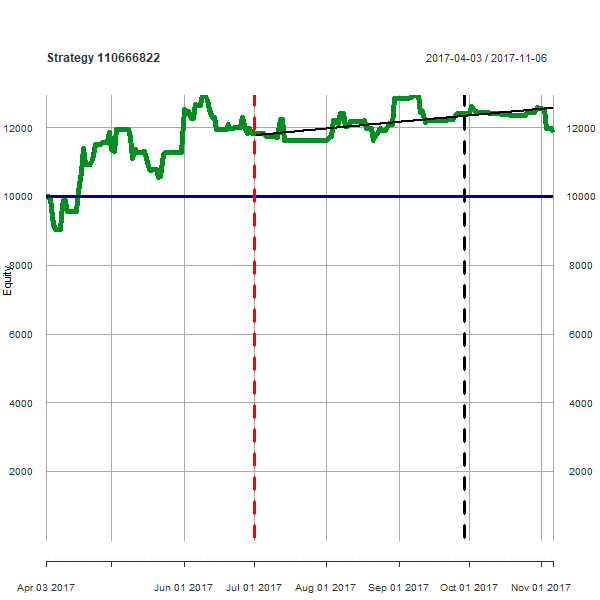 Strategy 110666822
2017-04-03 / 2017-11-06
12000
12000
10000
10000
8000
8000
Equity
6000
6000
4000
4000
2000
2000
Apr 03 2017
Jun 01 2017
Jul 01 2017
Aug 01 2017
Sep 01 2017
Oct 01 2017
Nov 01 2017